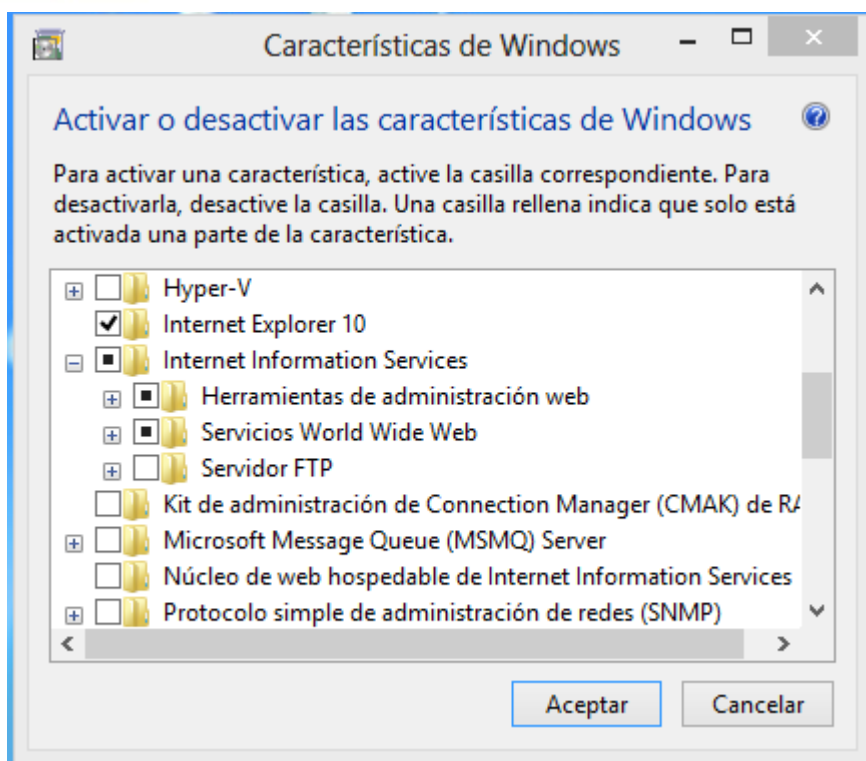 Características de Windows
Activar o desactivar las características de Windows
Para activar una característica, active la casilla correspondiente. Para
desactivarla, desactive la casilla. Una casilla rellena indica que solo está
activada una parte de la característica.
Hyper-V
Internet Explorer 10
Internet Information Services
Herramientas de administración web
Servicios World Wide Web
Servidor FTP
Kit de administración de Connection Manager (CMAK) de RA
Microsoft Message Queue (MSMQ) Server
Núcleo de web hospedable de Internet Information Services
Protocolo simple de administración de redes (SNMP)
Aceptar Cancelar